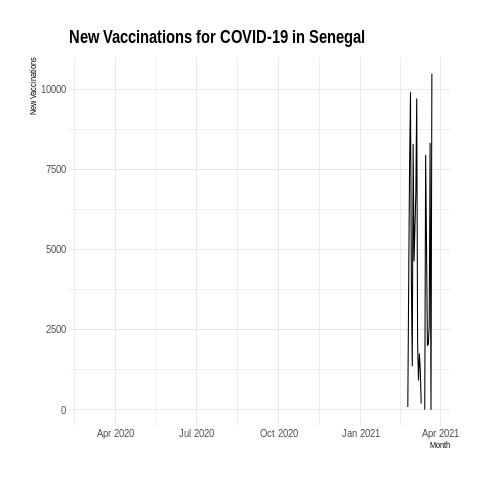 New Vaccinations for COVID-19 in Senegal
New Vaccinations
10000
7500
5000
2500
0
Apr 2020 Jul 2020 Oct 2020 Jan 2021 Apr 2021
Month